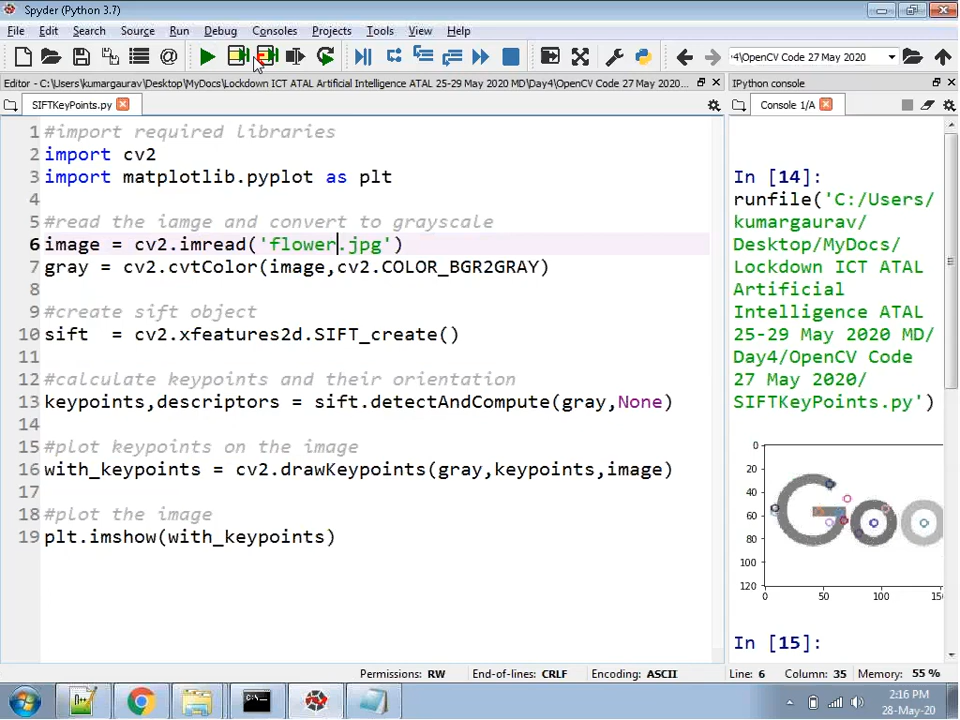 Spyder (Python 3.7)
File Edit Search Source Run Debug Consoles Projects Tools View Help
4\OpenCV Code 27 May 2020
Editor - C:\Users\kumargaurav\Desktop\MyDocs\Lockdown ICT ATAL Artificial Intelligence ATAL 25-29 May 2020 MD\Day4\OpenCV Code 27 May 2020...
IPython console
SIFTKeyPoints.py
Console 1/A
1 #import required libraries
2 import cv2
3 import matplotlib.pyplot as plt
4
5 #read the iamge and convert to grayscale
6 image = cv2.imread('flower.jpg')
7 gray = cv2.cvtColor(image,cv2.COLOR_BGR2GRAY)
8
9 #create sift object
10 sift  = cv2.xfeatures2d.SIFT_create()
11
12 #calculate keypoints and their orientation
13 keypoints,descriptors = sift.detectAndCompute(gray,None)
14
15 #plot keypoints on the image
16 with_keypoints = cv2.drawKeypoints(gray,keypoints,image)
17
18 #plot the image
19 plt.imshow(with_keypoints)
In [14]:
runfile('C:/Users/
kumargaurav/
Desktop/MyDocs/
Lockdown ICT ATAL
Artificial
Intelligence ATAL
25-29 May 2020 MD/
Day4/OpenCV Code
27 May 2020/
SIFTKeyPoints.py')
0
20
40
60
80
100
120
Goo
0 50 100 15
In [15]:
Permissions: RW End-of-lines: CRLF Encoding: ASCII Line: 6 Column: 35 Memory: 55 %
2:16 PM
28-May-20